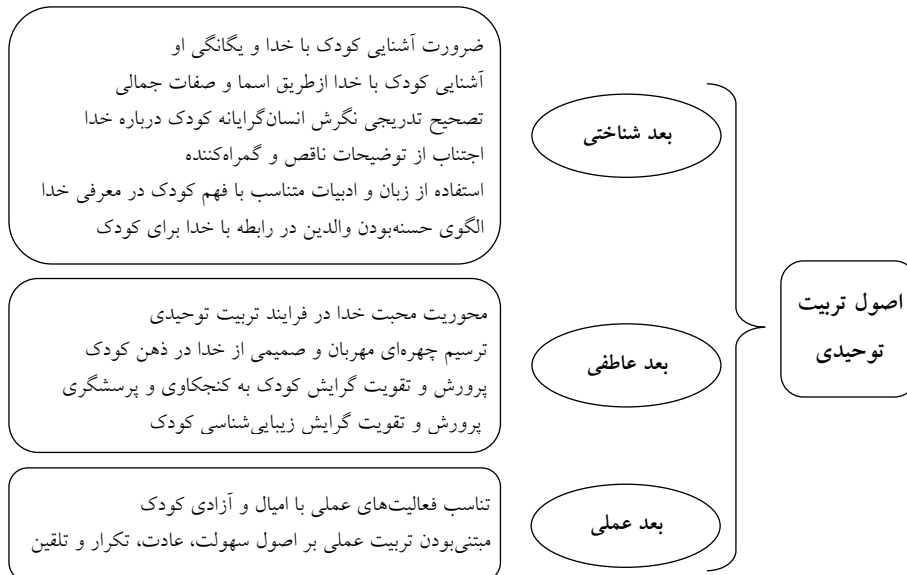 اصول تربیت
توحیدی
بعد شناختی
ضرورت آشنایی کودک با خدا و یگانگی او
آشنایی کودک با خدا ازطریق اسما و صفات جمالی
تصحیح تدریجی نگرش انسان‌گرایانه کودک درباره خدا
اجتناب از توضیحات ناقص و گمراه‌کننده
استفاده از زبان و ادبیات متناسب با فهم کودک در معرفی خدا
الگوی حسنه‌بودن والدین در رابطه با خدا برای کودک
بعد عاطفی
محوریت محبت خدا در فرایند تربیت توحیدی
ترسیم چهره‌ای مهربان و صمیمی از خدا در ذهن کودک
پرورش و تقویت گرایش کودک به کنجکاوی و پرسشگری
پرورش و تقویت گرایش زیبایی‌شناسی کودک
بعد عملی
تناسب فعالیت‌های عملی با امیال و آزادی کودک
مبتنی‌بودن تربیت عملی بر اصول سهولت، عادت، تکرار و تلقین